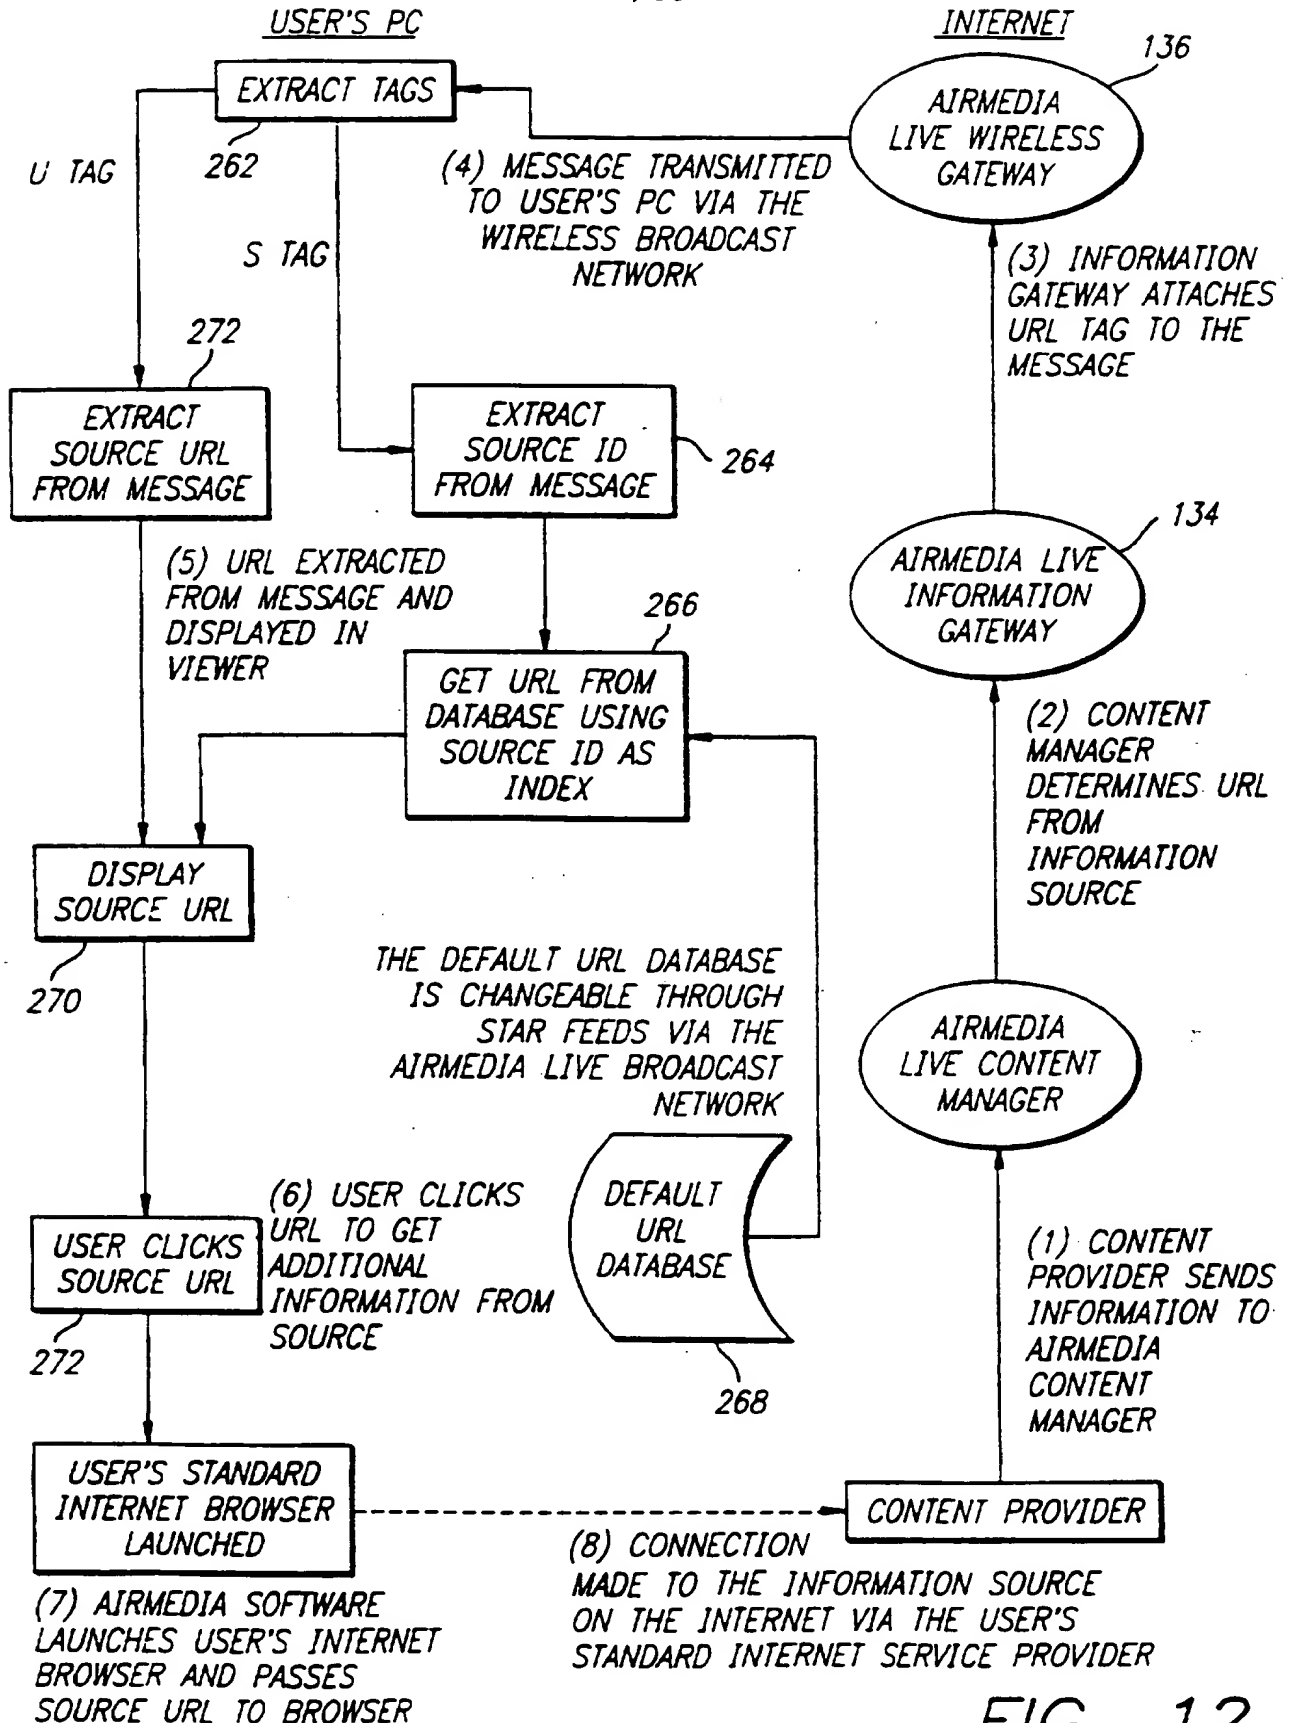 USER'S PC
INTERNET
136
EXTRACT TAGS
AIRMEDIA
LIVE WIRELESS
GATEWAY
262
U TAG
(4) MESSAGE TRANSMITTED
TO USER'S PC VIA THE
WIRELESS BROADCAST
NETWORK
S TAG
(3) INFORMATION
GATEWAY ATTACHES
URL TAG TO THE
MESSAGE
272
EXTRACT
SOURCE URL
FROM MESSAGE
EXTRACT
SOURCE ID
FROM MESSAGE
264
134
AIRMEDIA LIVE
INFORMATION
GATEWAY
(5) URL EXTRACTED
FROM MESSAGE AND
DISPLAYED IN
VIEWER
266
GET URL FROM
DATABASE USING
SOURCE ID AS
INDEX
(2) CONTENT
MANAGER
DETERMINES URL
FROM
INFORMATION
SOURCE
DISPLAY
SOURCE URL
270
THE DEFAULT URL DATABASE
IS CHANGEABLE THROUGH
STAR FEEDS VIA THE
AIRMEDIA LIVE BROADCAST
NETWORK
AIRMEDIA
LIVE CONTENT
MANAGER
DEFAULT
URL
DATABASE
268
(6) USER CLICKS
URL TO GET
ADDITIONAL
INFORMATION FROM
SOURCE
USER CLICKS
SOURCE URL
272
(1) CONTENT
PROVIDER SENDS
INFORMATION TO
AIRMEDIA
CONTENT
MANAGER
USER'S STANDARD
INTERNET BROWSER
LAUNCHED
CONTENT PROVIDER
(8) CONNECTION
MADE TO THE INFORMATION SOURCE
ON THE INTERNET VIA THE USER'S
STANDARD INTERNET SERVICE PROVIDER
(7) AIRMEDIA SOFTWARE
LAUNCHES USER'S INTERNET
BROWSER AND PASSES
SOURCE URL TO BROWSER
FIG. 12